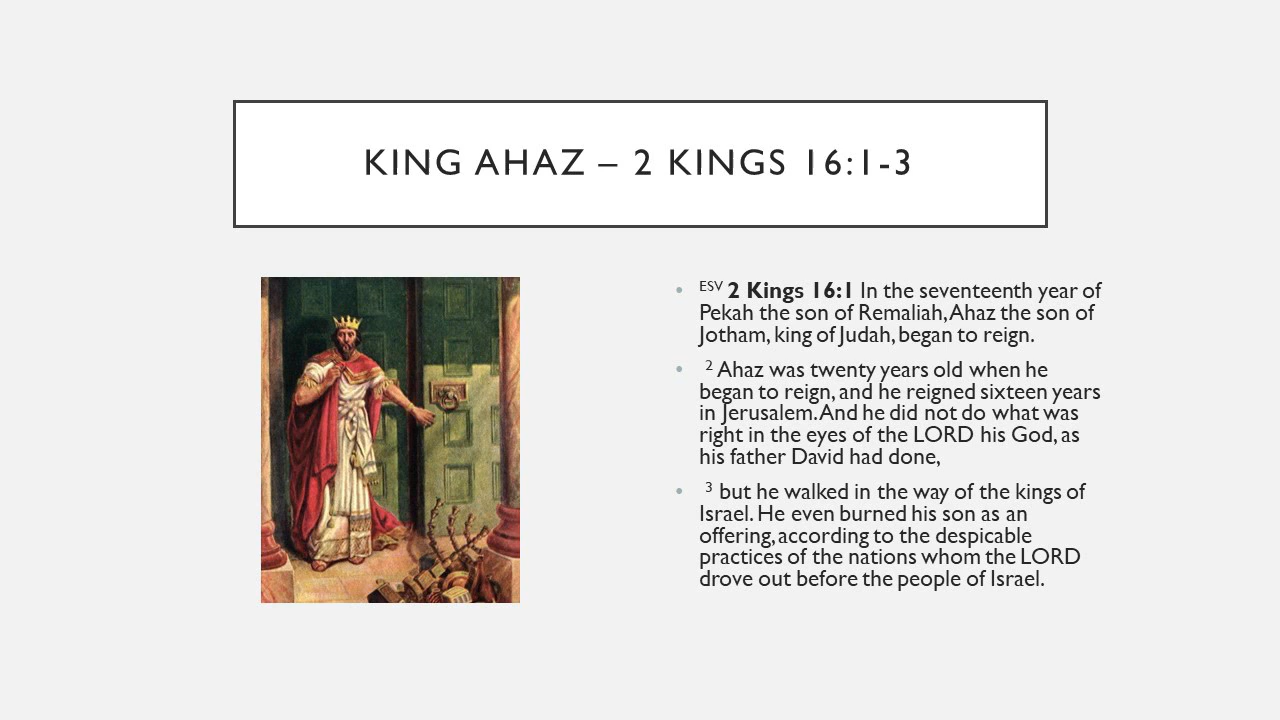 KING AHAZ – 2 KINGS 16:1-3
• ESV 2 Kings 16:1 In the seventeenth year of
Pekah the son of Remaliah, Ahaz the son of
Jotham, king of Judah, began to reign.
• 2 Ahaz was twenty years old when he
began to reign, and he reigned sixteen years
in Jerusalem. And he did not do what was
right in the eyes of the LORD his God, as
his father David had done,
• 3 but he walked in the way of the kings of
Israel. He even burned his son as an
offering, according to the despicable
practices of the nations whom the LORD
drove out before the people of Israel.